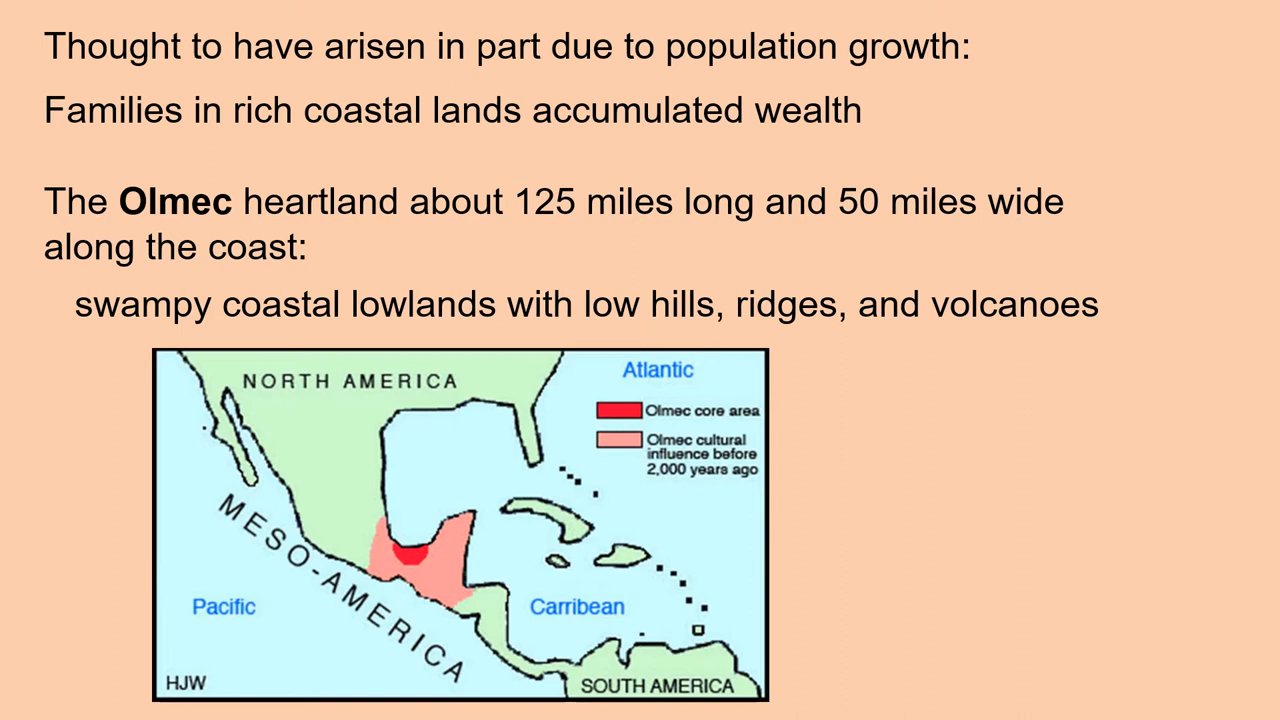 Thought to have arisen in part due to population growth:
Families in rich coastal lands accumulated wealth
The Olmec heartland about 125 miles long and 50 miles wide
along the coast:
swampy coastal lowlands with low hills, ridges, and volcanoes
NORTH AMERICA
Atlantic
Olmec core area
Olmec cultural
influence before
2,000 years ago
MESO-AMERICA
Pacific
Carribean
HJW
SOUTH AMERICA